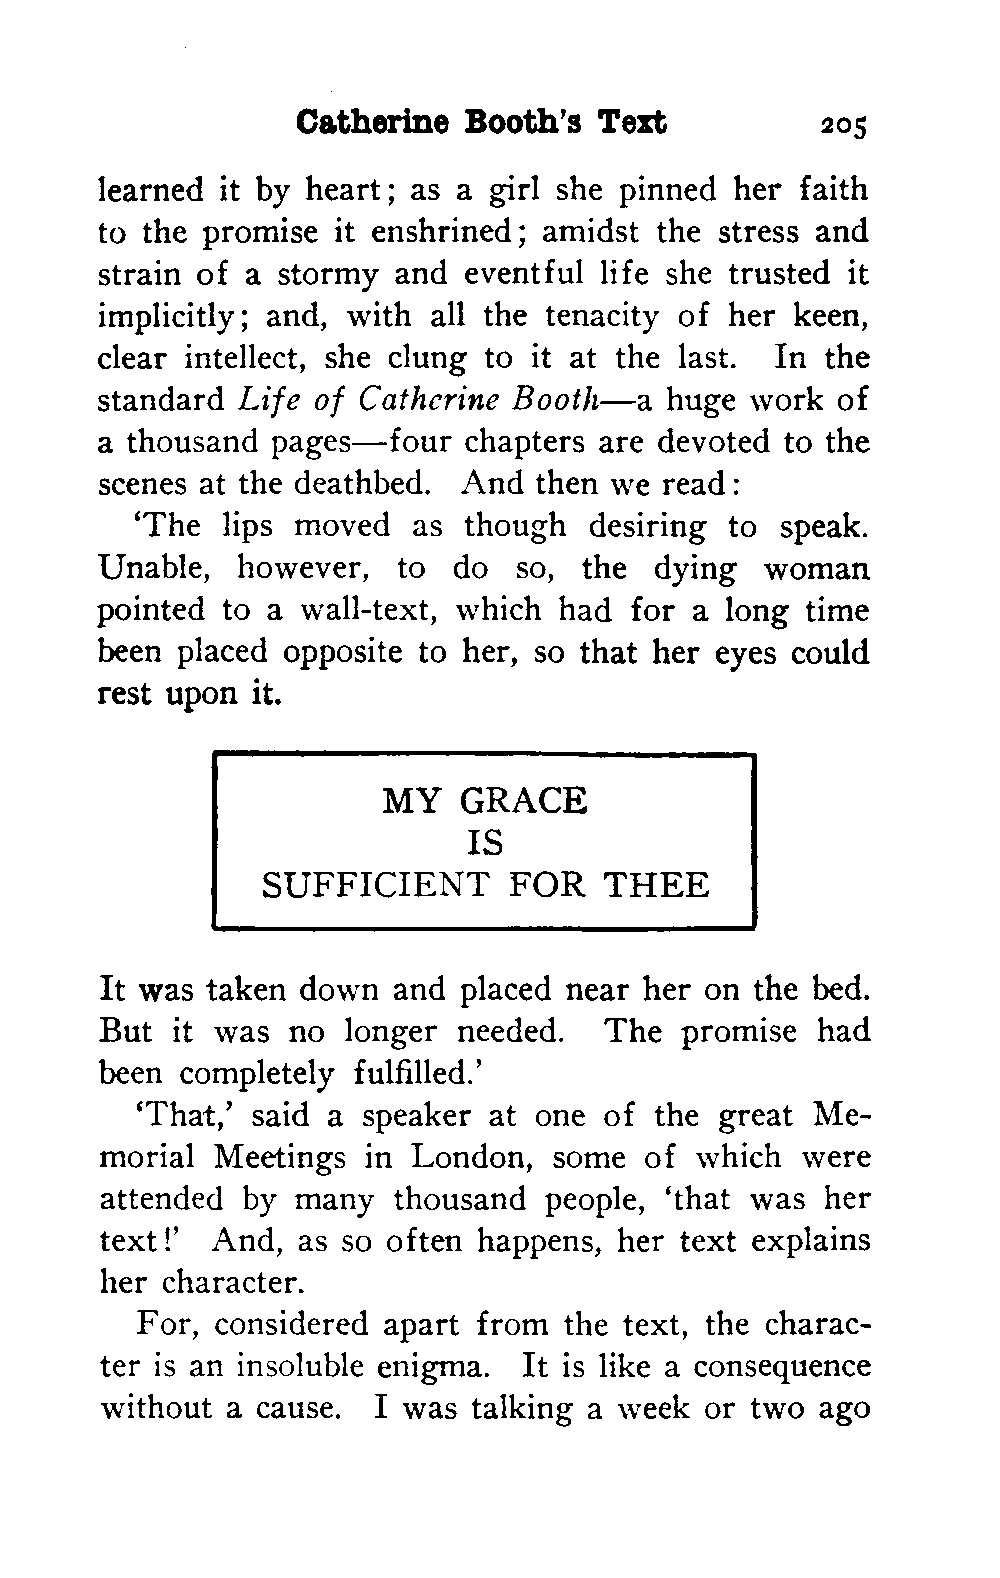 Catherine Booth's Text 205
learned it by heart; as a girl she pinned her faith
to the promise it enshrined; amidst the stress and
strain of a stormy and eventful life she trusted it
implicitly; and, with all the tenacity of her keen,
clear intellect, she clung to it at the last. In the
standard Life of Catherine Booth—a huge work of
a thousand pages—four chapters are devoted to the
scenes at the deathbed. And then we read:
'The lips moved as though desiring to speak.
Unable, however, to do so, the dying woman
pointed to a wall-text, which had for a long time
been placed opposite to her, so that her eyes could
rest upon it.
MY GRACE
IS
SUFFICIENT FOR THEE
It was taken down and placed near her on the bed.
But it was no longer needed. The promise had
been completely fulfilled.'
'That,' said a speaker at one of the great Me-
morial Meetings in London, some of which were
attended by many thousand people, 'that was her
text!' And, as so often happens, her text explains
her character.
For, considered apart from the text, the charac-
ter is an insoluble enigma. It is like a consequence
without a cause. I was talking a week or two ago